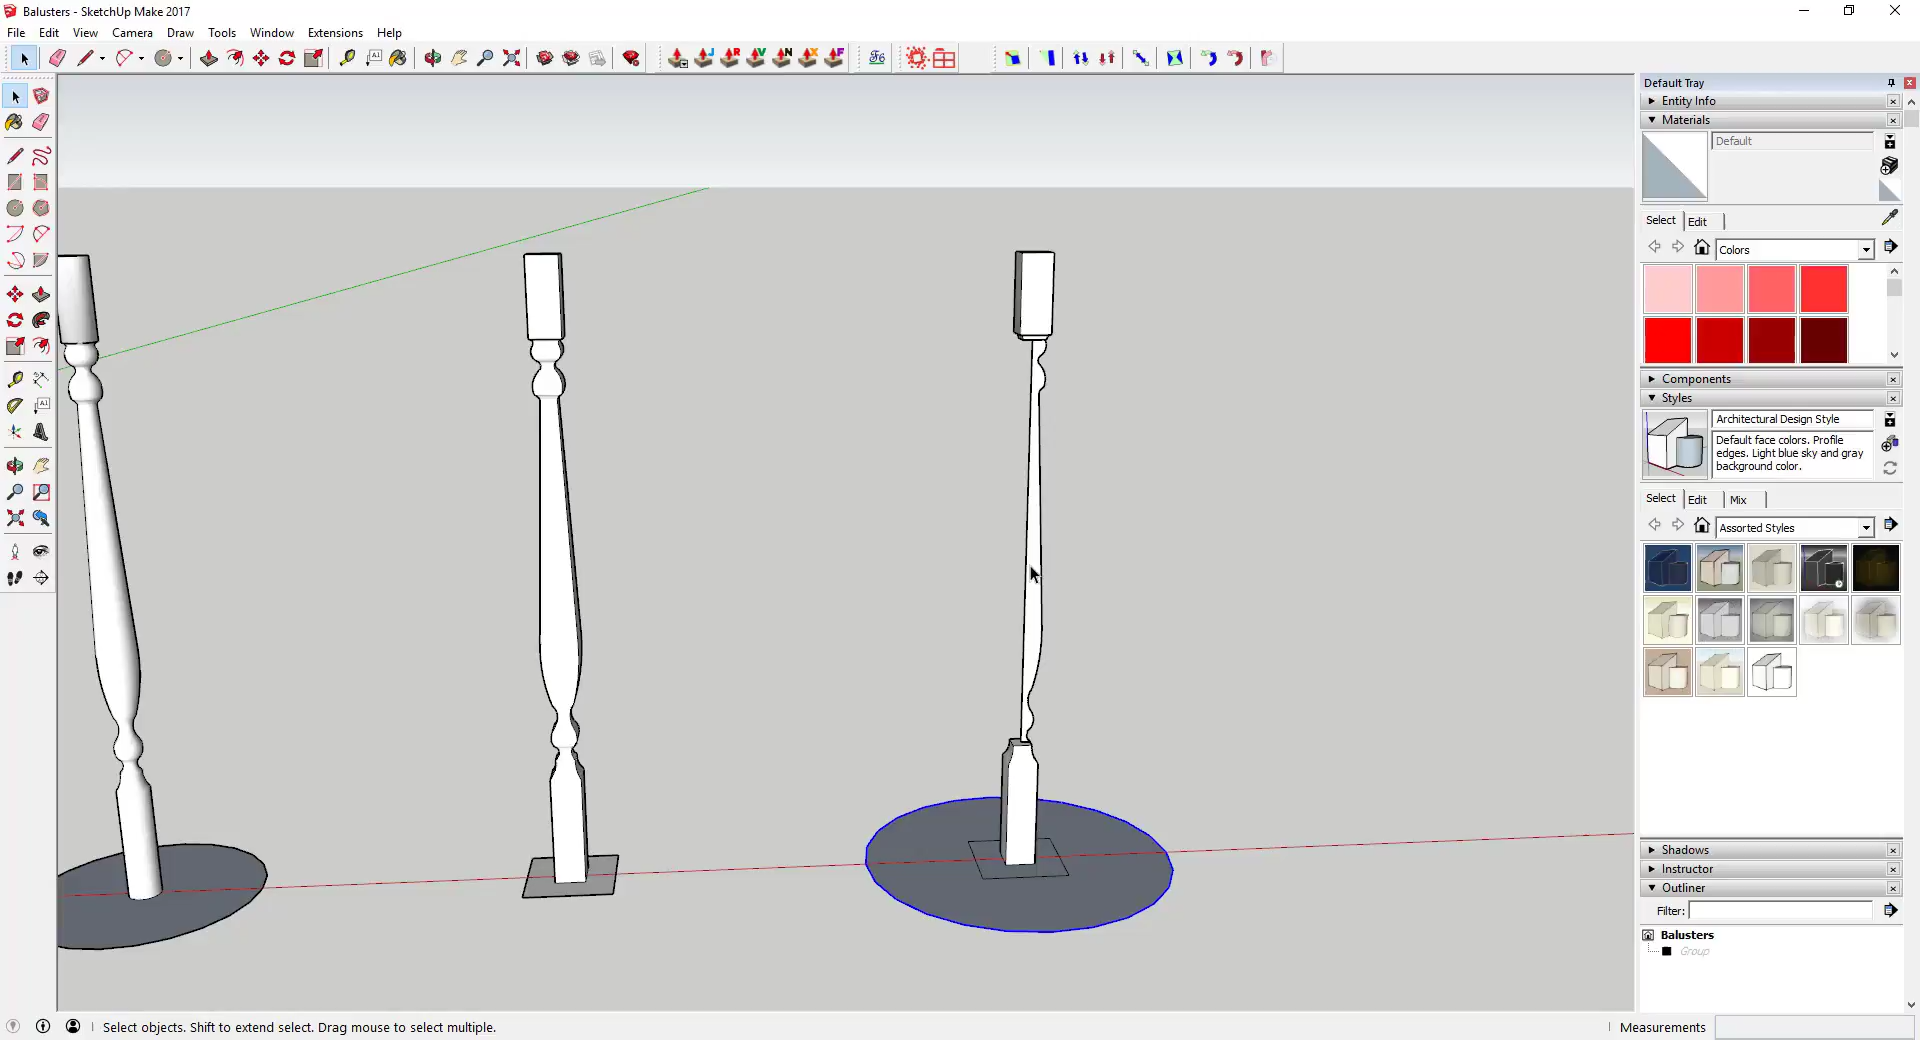 Balusters - SketchUp Make 2017
File Edit View Camera Draw Tools Window Extensions Help
Default Tray
Entity Info
Materials
Default
Select Edit
Colors
Components
Styles
Architectural Design Style
Default face colors. Profile
edges. Light blue sky and gray
background color.
Select Edit Mix
Assorted Styles
Shadows
Instructor
Outliner
Filter:
Balusters
Group
Select objects. Shift to extend select. Drag mouse to select multiple.
Measurements